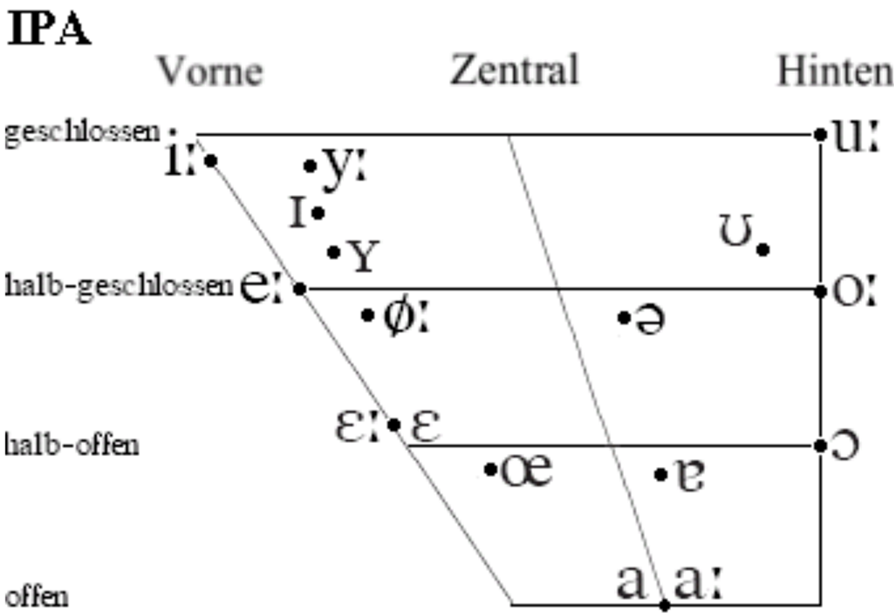 IPA
Vorne Zentral Hinten
geschlossen
iː yː uː
ɪ
ʏ ʊ
halb-geschlossen eː oː
øː ə
ɛː ɛ
halb-offen ɔ
œ ɐ
a aː
offen